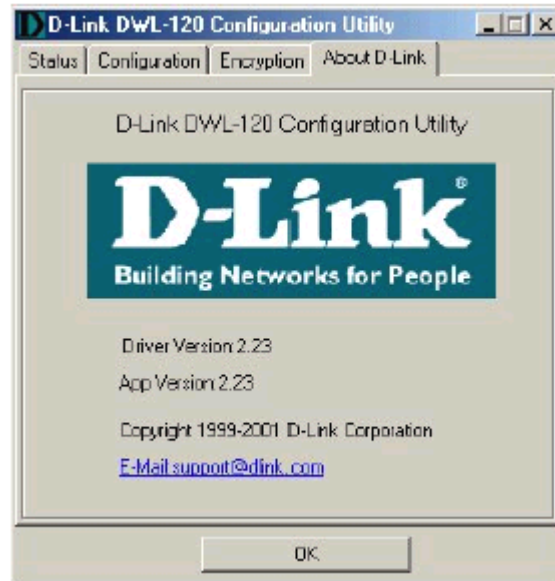 D-Link DWL-120 Configuration Utility
Status Configuration Encryption About D-Link
D-Link DWL-120 Configuration Utility
D-Link®
Building Networks for People
Driver Version 2.23
App Version 2.23
Copyright 1999-2001 D-Link Corporation
E-Mail support@dlink.com
OK